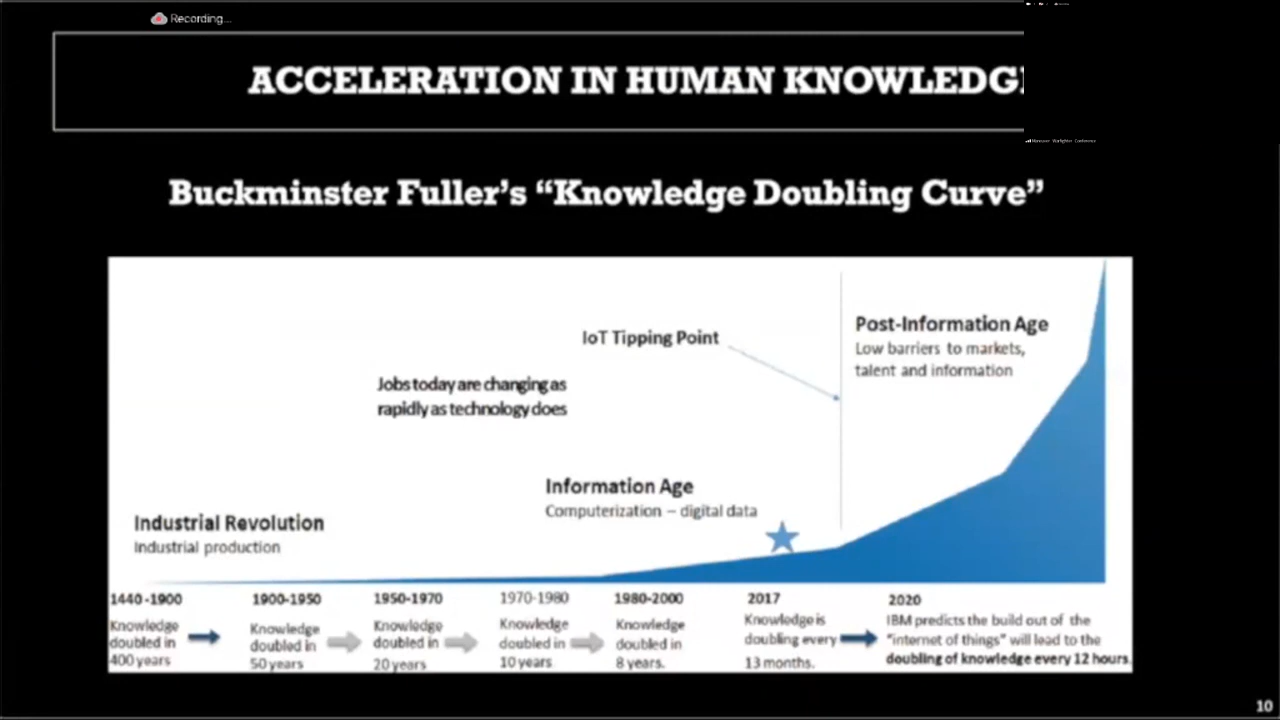 Recording...
ACCELERATION IN HUMAN KNOWLEDG
Buckminster Fuller's “Knowledge Doubling Curve”
IoT Tipping Point
Post-Information Age
Low barriers to markets,
talent and information
Jobs today are changing as
rapidly as technology does
Information Age
Computerization – digital data
Industrial Revolution
Industrial production
1440-1900
Knowledge
doubled in
400 years
1900-1950
Knowledge
doubled in
50 years
1950-1970
Knowledge
doubled in
20 years
1970-1980
Knowledge
doubled in
10 years
1980-2000
Knowledge
doubled in
8 years.
2017
Knowledge is
doubling every
13 months.
2020
IBM predicts the build out of the
“internet of things” will lead to the
doubling of knowledge every 12 hours.
Maneuver Warfighter Conference
10